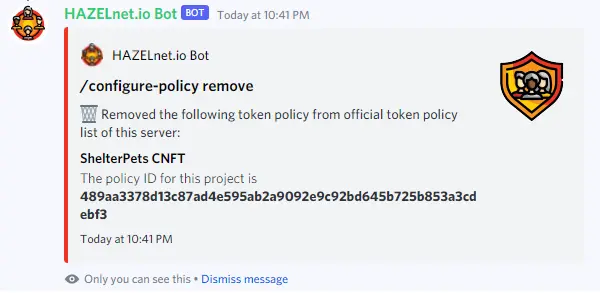 HAZELnet.io Bot BOT Today at 10:41 PM
HAZELnet.io Bot
/configure-policy remove
Removed the following token policy from official token policy
list of this server:
ShelterPets CNFT
The policy ID for this project is
489aa3378d13c87ad4e595ab2a9092e9c92bd645b725b853a3cd
ebf3
Today at 10:41 PM
Only you can see this • Dismiss message